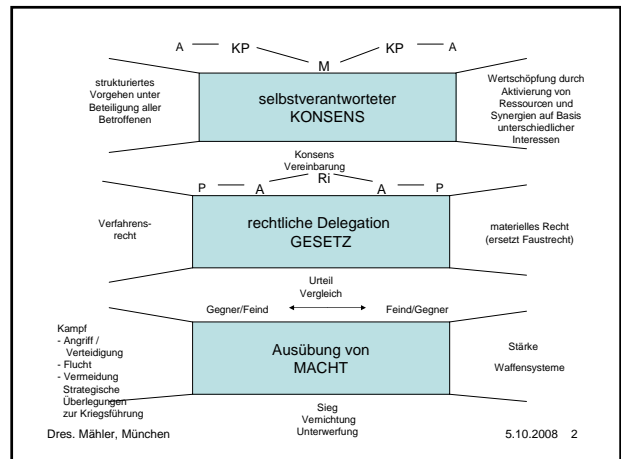 A KP KP A
M
strukturiertes
Vorgehen unter
Beteiligung aller
Betroffenen
selbstverantworteter
KONSENS
Wertschöpfung durch
Aktivierung von
Ressourcen und
Synergien auf Basis
unterschiedlicher
Interessen
Konsens
Vereinbarung
P A Ri A P
Verfahrens-
recht
rechtliche Delegation
GESETZ
materielles Recht
(ersetzt Faustrecht)
Urteil
Vergleich
Gegner/Feind Feind/Gegner
Kampf
- Angriff /
Verteidigung
- Flucht
- Vermeidung
Strategische
Überlegungen
zur Kriegsführung
Ausübung von
MACHT
Stärke
Waffensysteme
Sieg
Vernichtung
Unterwerfung
Dres. Mähler, München 5.10.2008 2